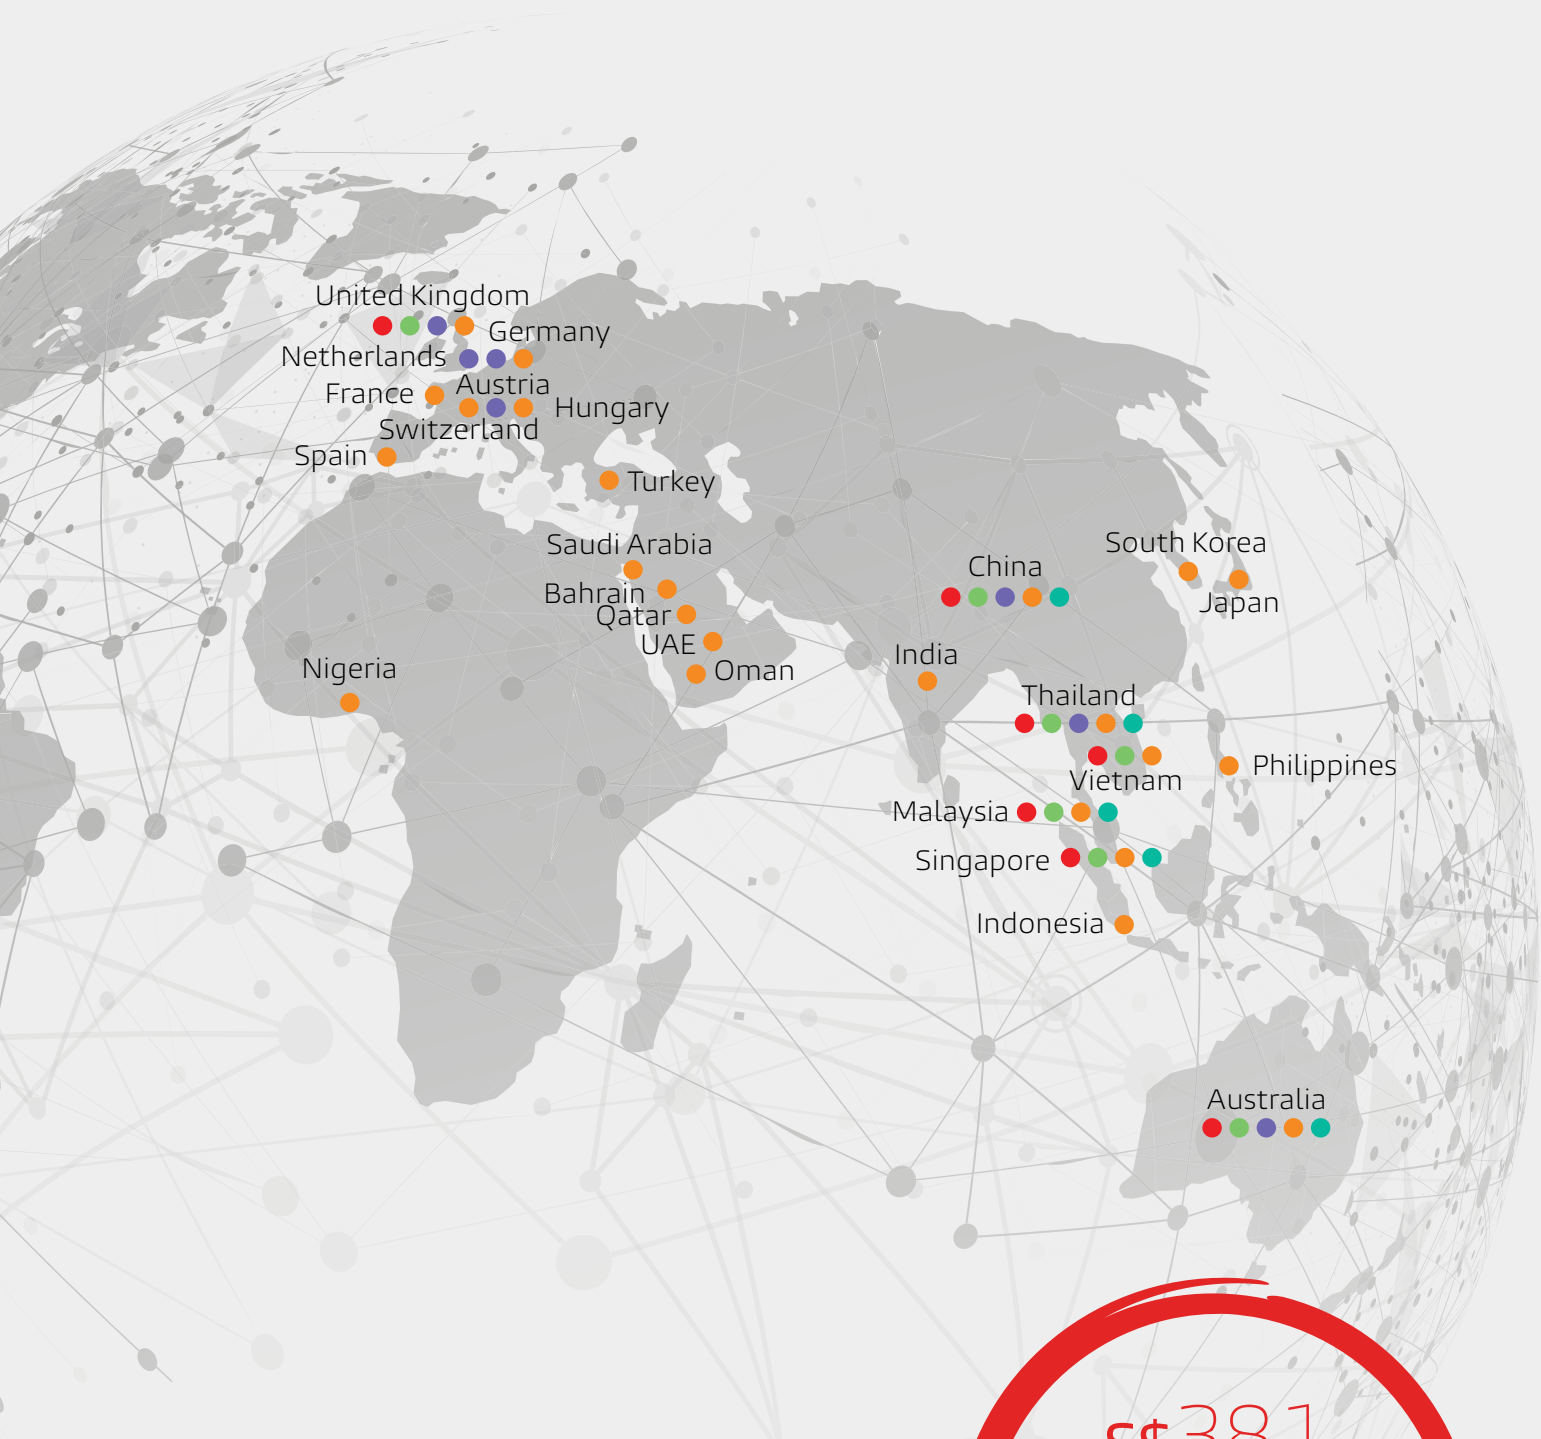 United Kingdom
Germany
Netherlands
Austria
France
Hungary
Switzerland
Spain
Turkey
Saudi Arabia
South Korea
China
Bahrain
Japan
Qatar
UAE
India
Nigeria
Oman
Thailand
Philippines
Vietnam
Malaysia
Singapore
Indonesia
Australia
S$381